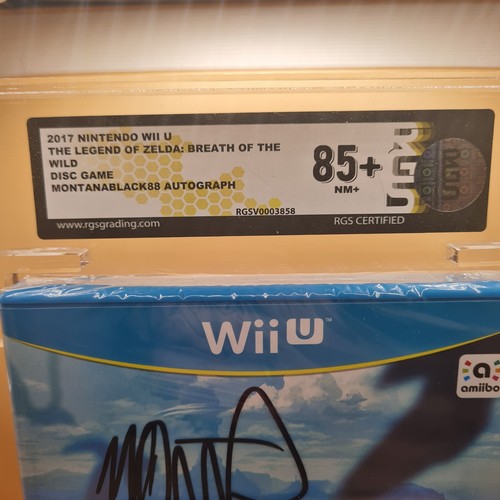 2017 NINTENDO WII U
THE LEGEND OF ZELDA: BREATH OF THE
WILD
DISC GAME
MONTANABLACK88 AUTOGRAPH
85+
NM+
RGSV0003858
www.rgsgrading.com
RGS CERTIFIED
Wii U™
a
amiibo